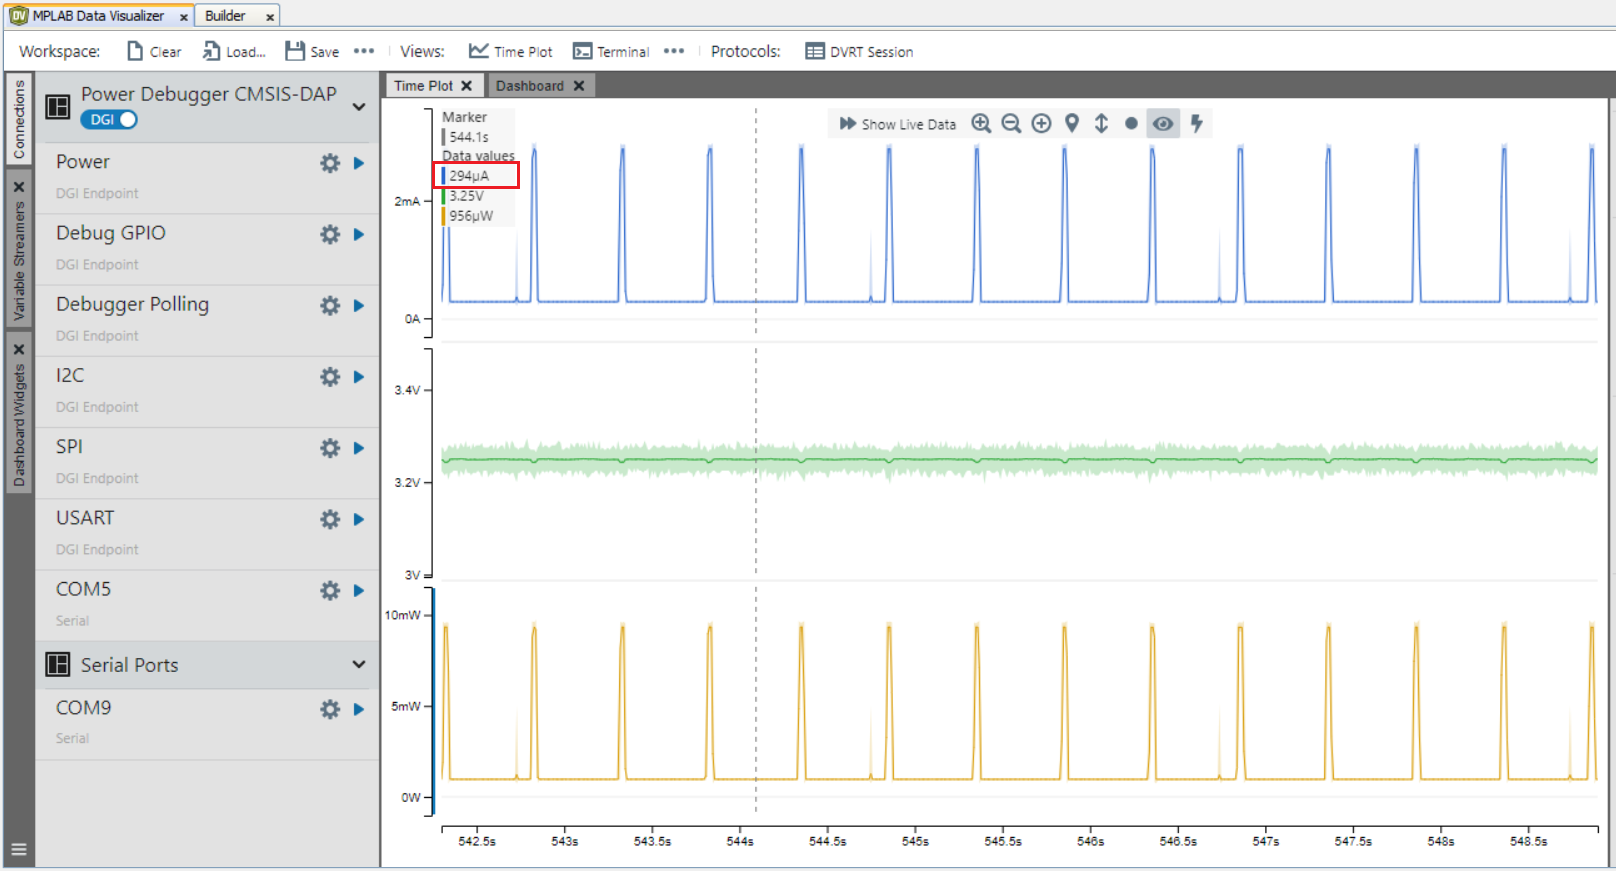 MPLAB Data Visualizer x Builder x
Workspace: Clear Load... Save ••• Views: Time Plot Terminal ••• Protocols: DVRT Session
Connections
Variable Streamers
Dashboard Widgets
Power Debugger CMSIS-DAP
DGI
Power
DGI Endpoint
Debug GPIO
DGI Endpoint
Debugger Polling
DGI Endpoint
I2C
DGI Endpoint
SPI
DGI Endpoint
USART
DGI Endpoint
COM5
Serial
Serial Ports
COM9
Serial
Time Plot Dashboard
Marker
544.1s
Data values
294µA
3.25V
956µW
Show Live Data
2mA
0A
3.4V
3.2V
3V
10mW
5mW
0W
542.5s 543s 543.5s 544s 544.5s 545s 545.5s 546s 546.5s 547s 547.5s 548s 548.5s